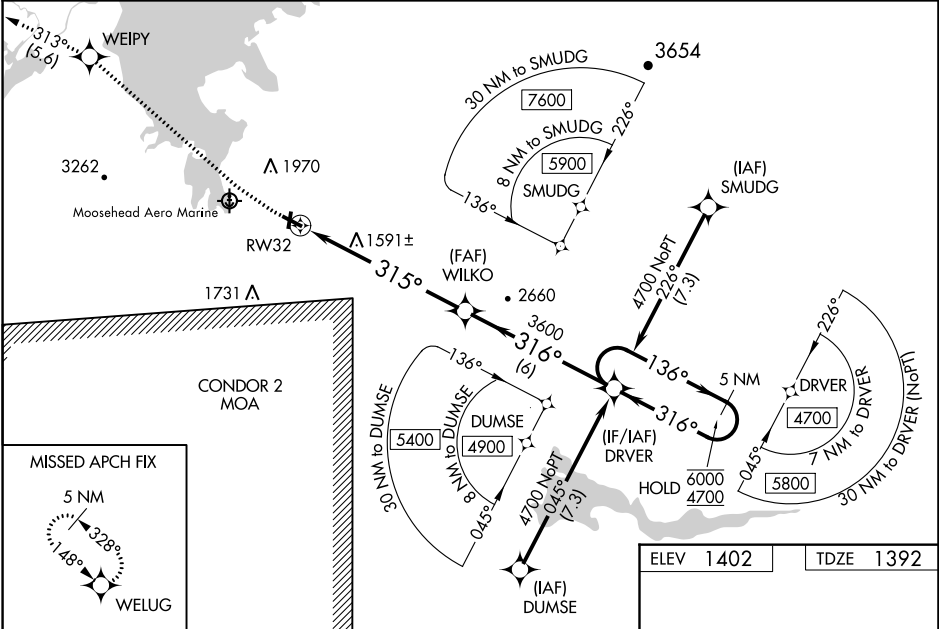 313°
(5.6)
WEIPY
3262
1970
Moosehead Aero Marine
RW32
1591±
1731
315°
(FAF)
WILKO
2660
3600
316°
(6)
3654
30 NM to SMUDG
7600
8 NM to SMUDG
5900
SMUDG
226°
136°
(IAF)
SMUDG
4700 NoPT
226°
(7.3)
136°
5 NM
316°
(IF/IAF)
DRVER
HOLD
6000
4700
226°
DRVER
4700
7 NM to DRVER
045°
5800
30 NM to DRVER (NoPT)
136°
30 NM to DUMSE
5400
8 NM to DUMSE
4900
DUMSE
045°
4700 NoPT
045°
(7.3)
(IAF)
DUMSE
CONDOR 2
MOA
MISSED APCH FIX
5 NM
328°
148°
WELUG
ELEV 1402
TDZE 1392